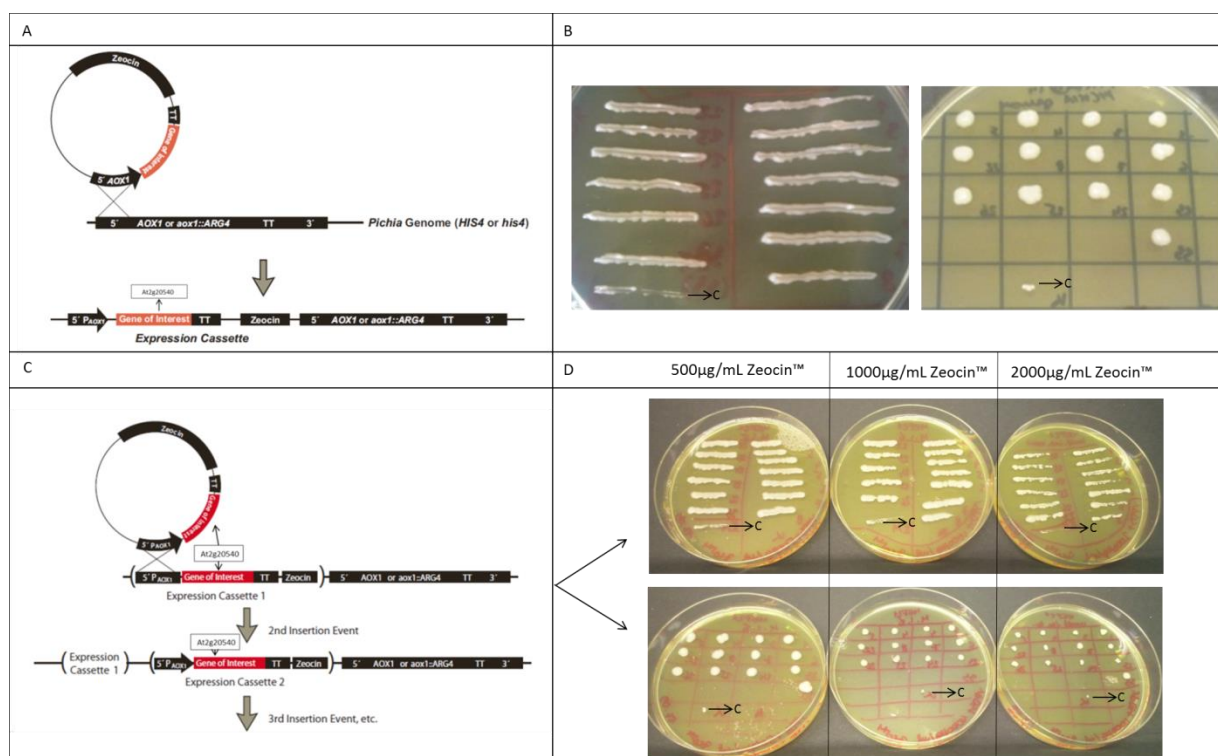 A
B
Zeocin
TT
Gene of Interest
5´ AOX1
5´ AOX1 or aox1::ARG4 TT 3´
Pichia Genome (HIS4 or his4)
At2g20540
5´ PAOX1 Gene of Interest TT Zeocin 5´ AOX1 or aox1::ARG4 TT 3´
Expression Cassette
C
C
C
D
500µg/mL Zeocin™
1000µg/mL Zeocin™
2000µg/mL Zeocin™
Zeocin
TT
Gene of Interest
5´ PAOX1
At2g20540
5´ PAOX1 Gene of Interest TT Zeocin 5´ AOX1 or aox1::ARG4 TT 3´
Expression Cassette 1
2nd Insertion Event
At2g20540
Expression
Cassette 1
5´ PAOX1 Gene of Interest TT Zeocin 5´ AOX1 or aox1::ARG4 TT 3´
Expression Cassette 2
3rd Insertion Event, etc.
C
C
C
C
C
C